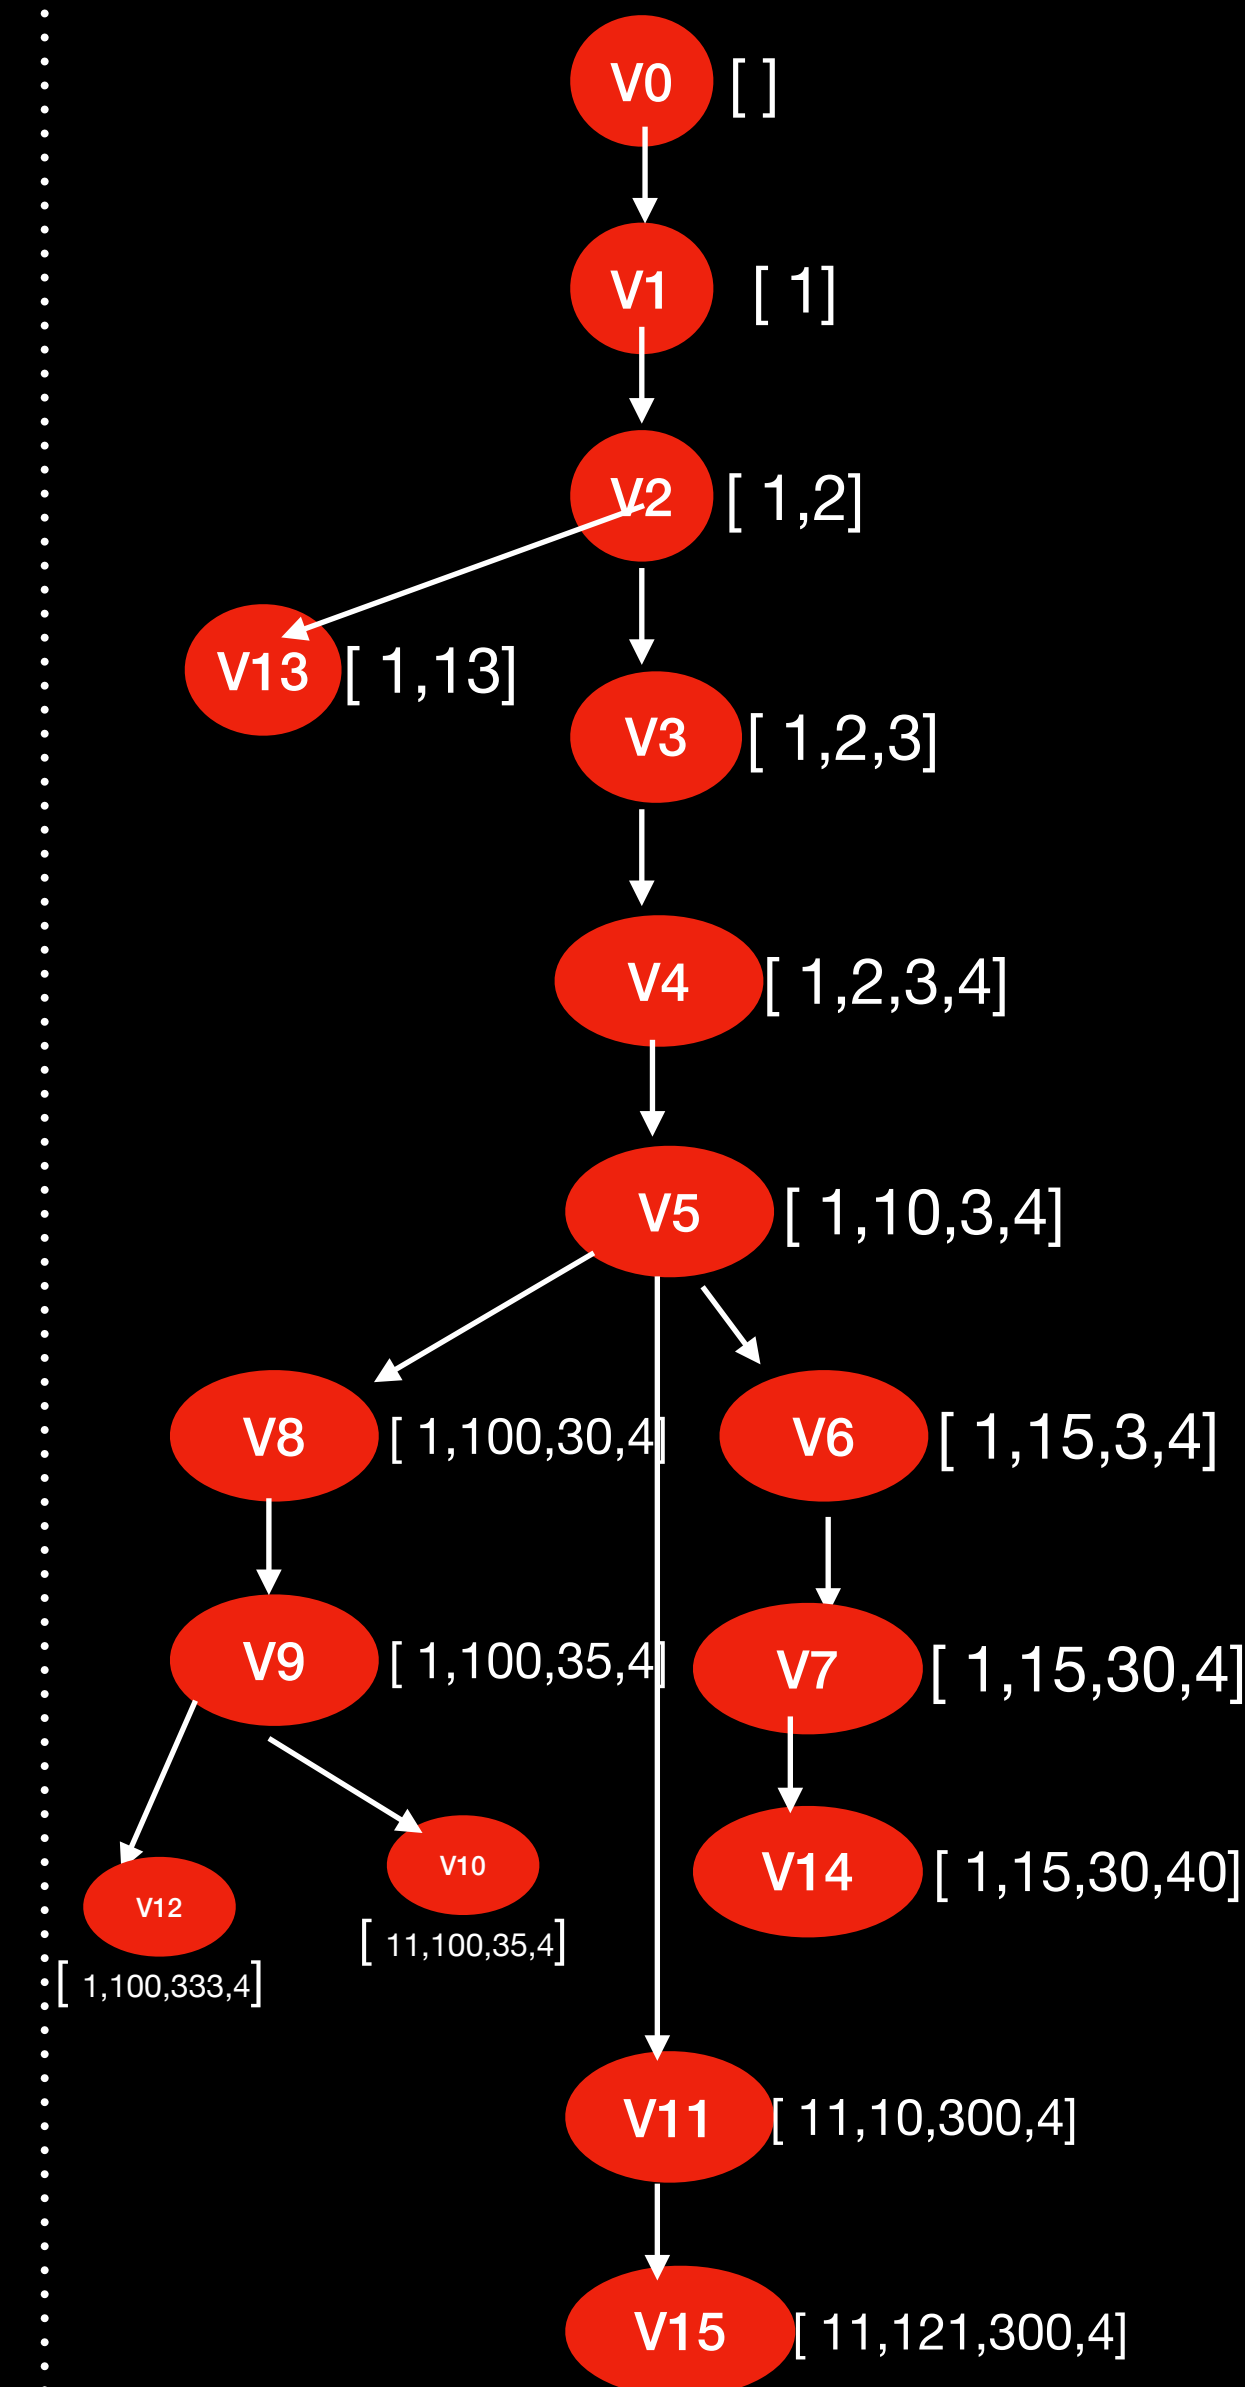 V0 [ ]
V1 [ 1]
V2 [ 1,2]
V13 [ 1,13]
V3 [ 1,2,3]
V4 [ 1,2,3,4]
V5 [ 1,10,3,4]
V8 [ 1,100,30,4]
V6 [ 1,15,3,4]
V9 [ 1,100,35,4]
V7 [ 1,15,30,4]
V10
[ 11,100,35,4]
V14 [ 1,15,30,40]
V12
[ 1,100,333,4]
V11 [ 11,10,300,4]
V15 [ 11,121,300,4]